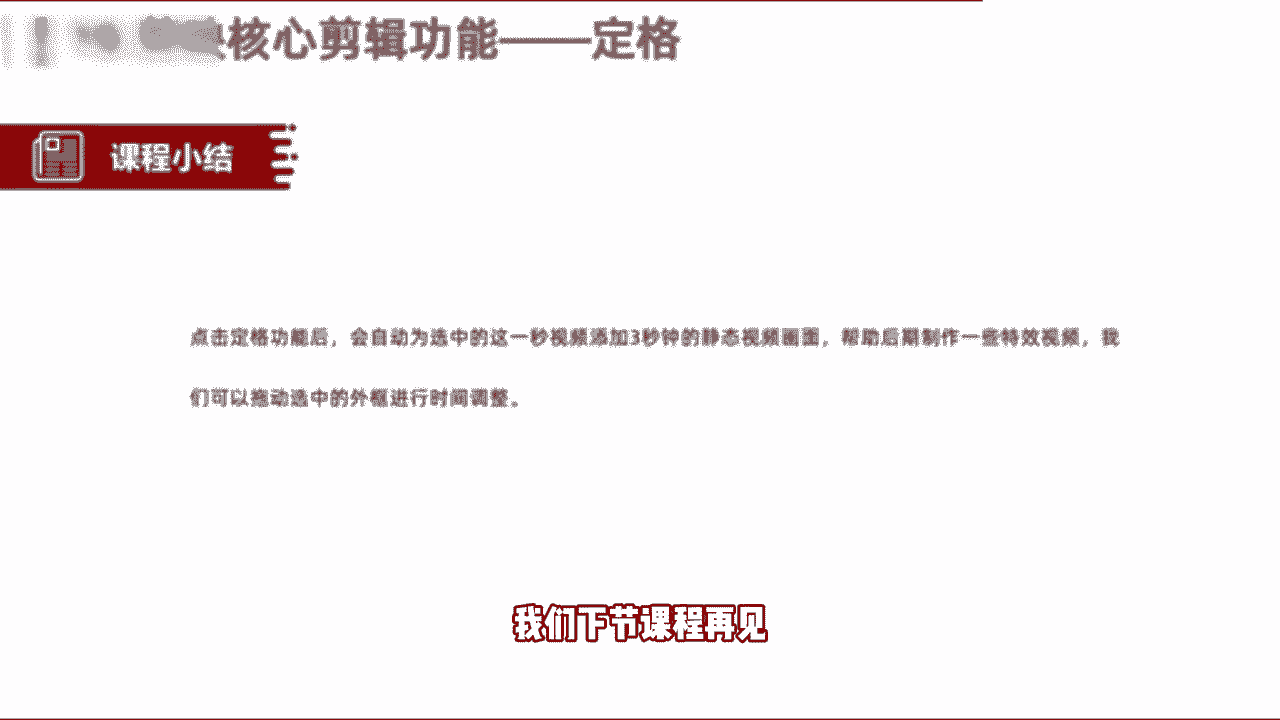 核心剪辑功能——定格
课程小结
点击定格功能后，会自动为选中的这一秒视频添加3秒钟的静态视频画面，帮助后期制作一些特效视频，我
们可以拖动选中的外框进行时间调整。
我们下节课程再见